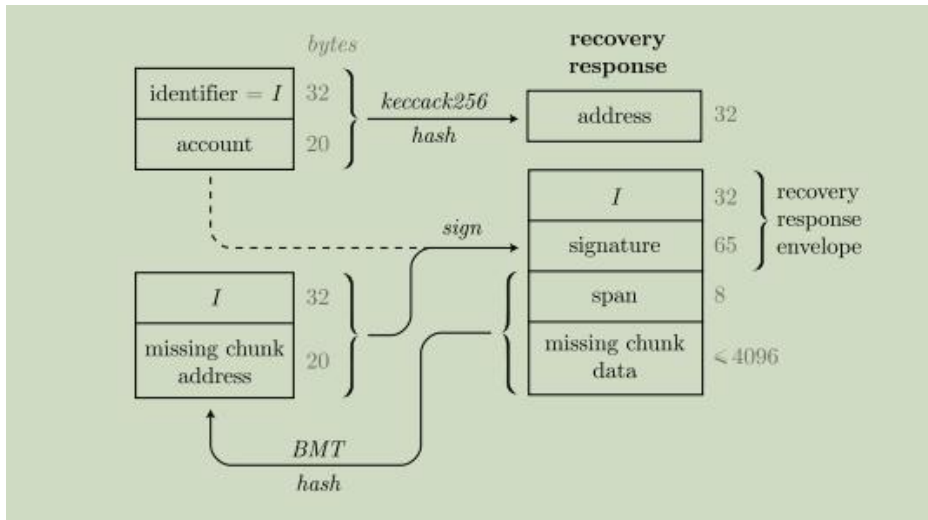 bytes
recovery
response
identifier = I 32
account 20
keccack256
hash
address 32
I 32
signature 65
span 8
missing chunk
data ⩽4096
recovery
response
envelope
sign
I 32
missing chunk
address 20
BMT
hash